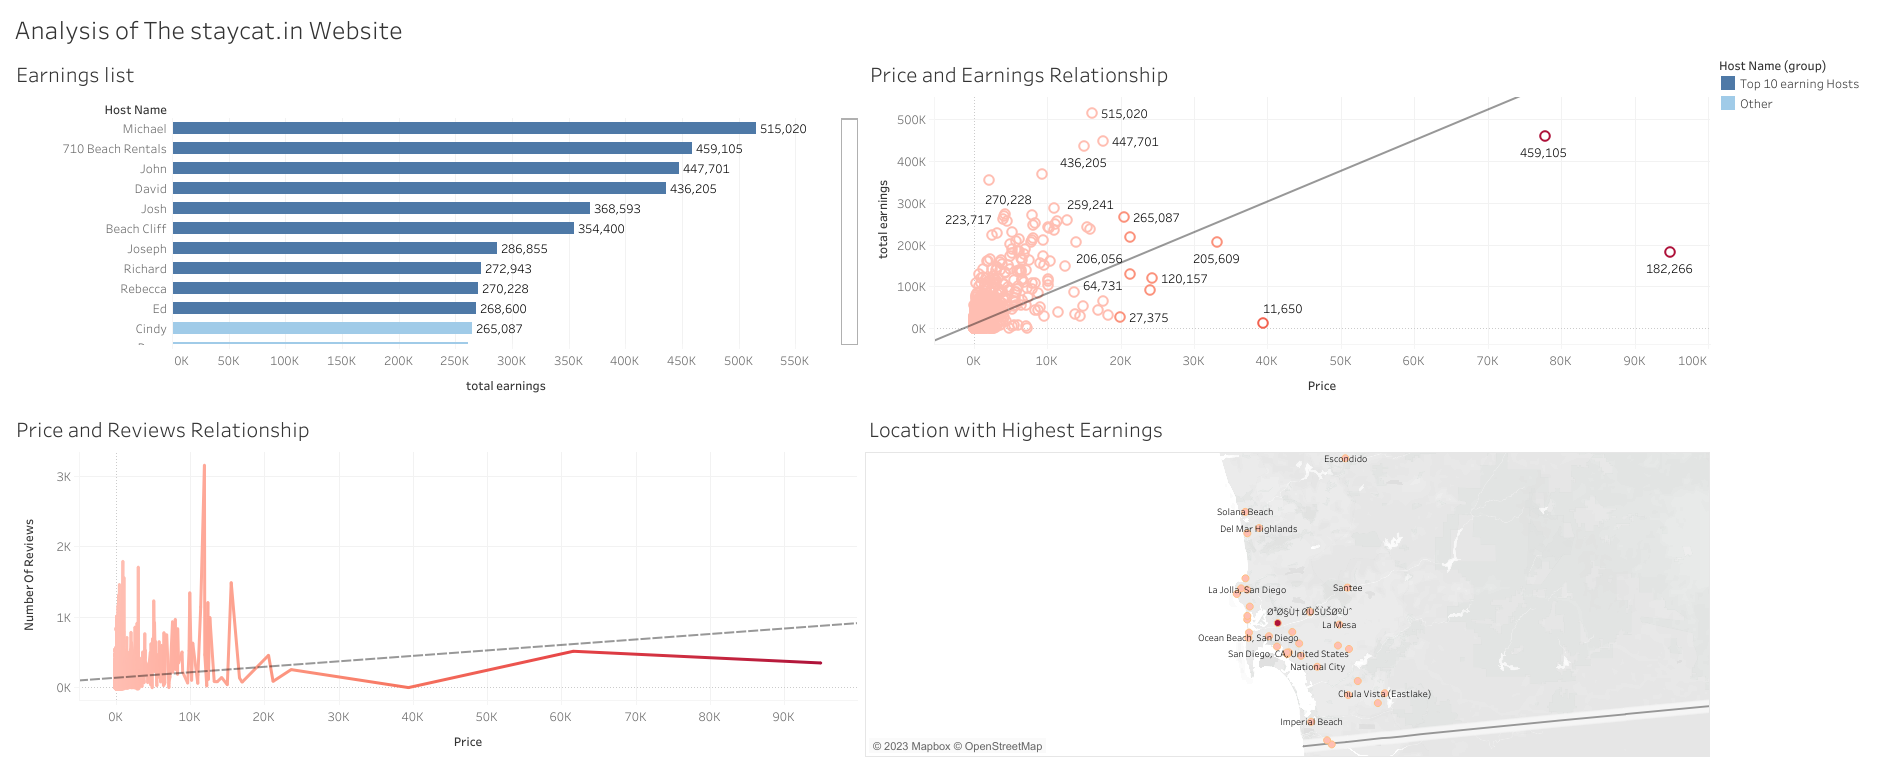 Analysis of The staycat.in Website
Earnings list
Host Name
Michael 515,020
710 Beach Rentals 459,105
John 447,701
David 436,205
Josh 368,593
Beach Cliff 354,400
Joseph 286,855
Richard 272,943
Rebecca 270,228
Ed 268,600
Cindy 265,087
0K 50K 100K 150K 200K 250K 300K 350K 400K 450K 500K 550K
total earnings
Price and Earnings Relationship
total earnings
500K
400K
300K
200K
100K
0K
515,020
447,701
436,205
459,105
270,228
259,241
223,717
265,087
206,056
205,609
182,266
64,731
120,157
11,650
27,375
0K 10K 20K 30K 40K 50K 60K 70K 80K 90K 100K
Price
Host Name (group)
Top 10 earning Hosts
Other
Price and Reviews Relationship
Number Of Reviews
3K
2K
1K
0K
0K 10K 20K 30K 40K 50K 60K 70K 80K 90K
Price
Location with Highest Earnings
Escondido
Solana Beach
Del Mar Highlands
La Jolla, San Diego
Santee
La Mesa
Ocean Beach, San Diego
San Diego, CA, United States
National City
Chula Vista (Eastlake)
Imperial Beach
© 2023 Mapbox © OpenStreetMap